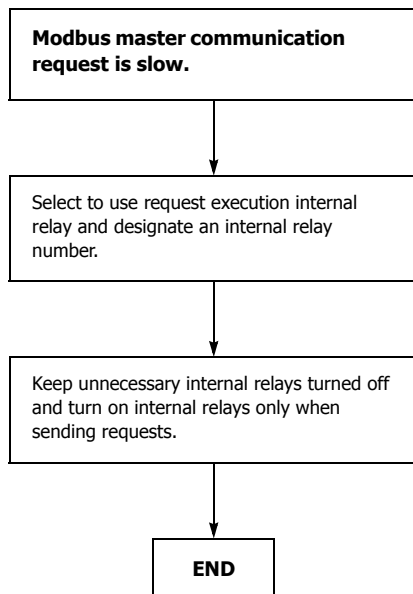 Modbus master communication
request is slow.
Select to use request execution internal
relay and designate an internal relay
number.
Keep unnecessary internal relays turned off
and turn on internal relays only when
sending requests.
END